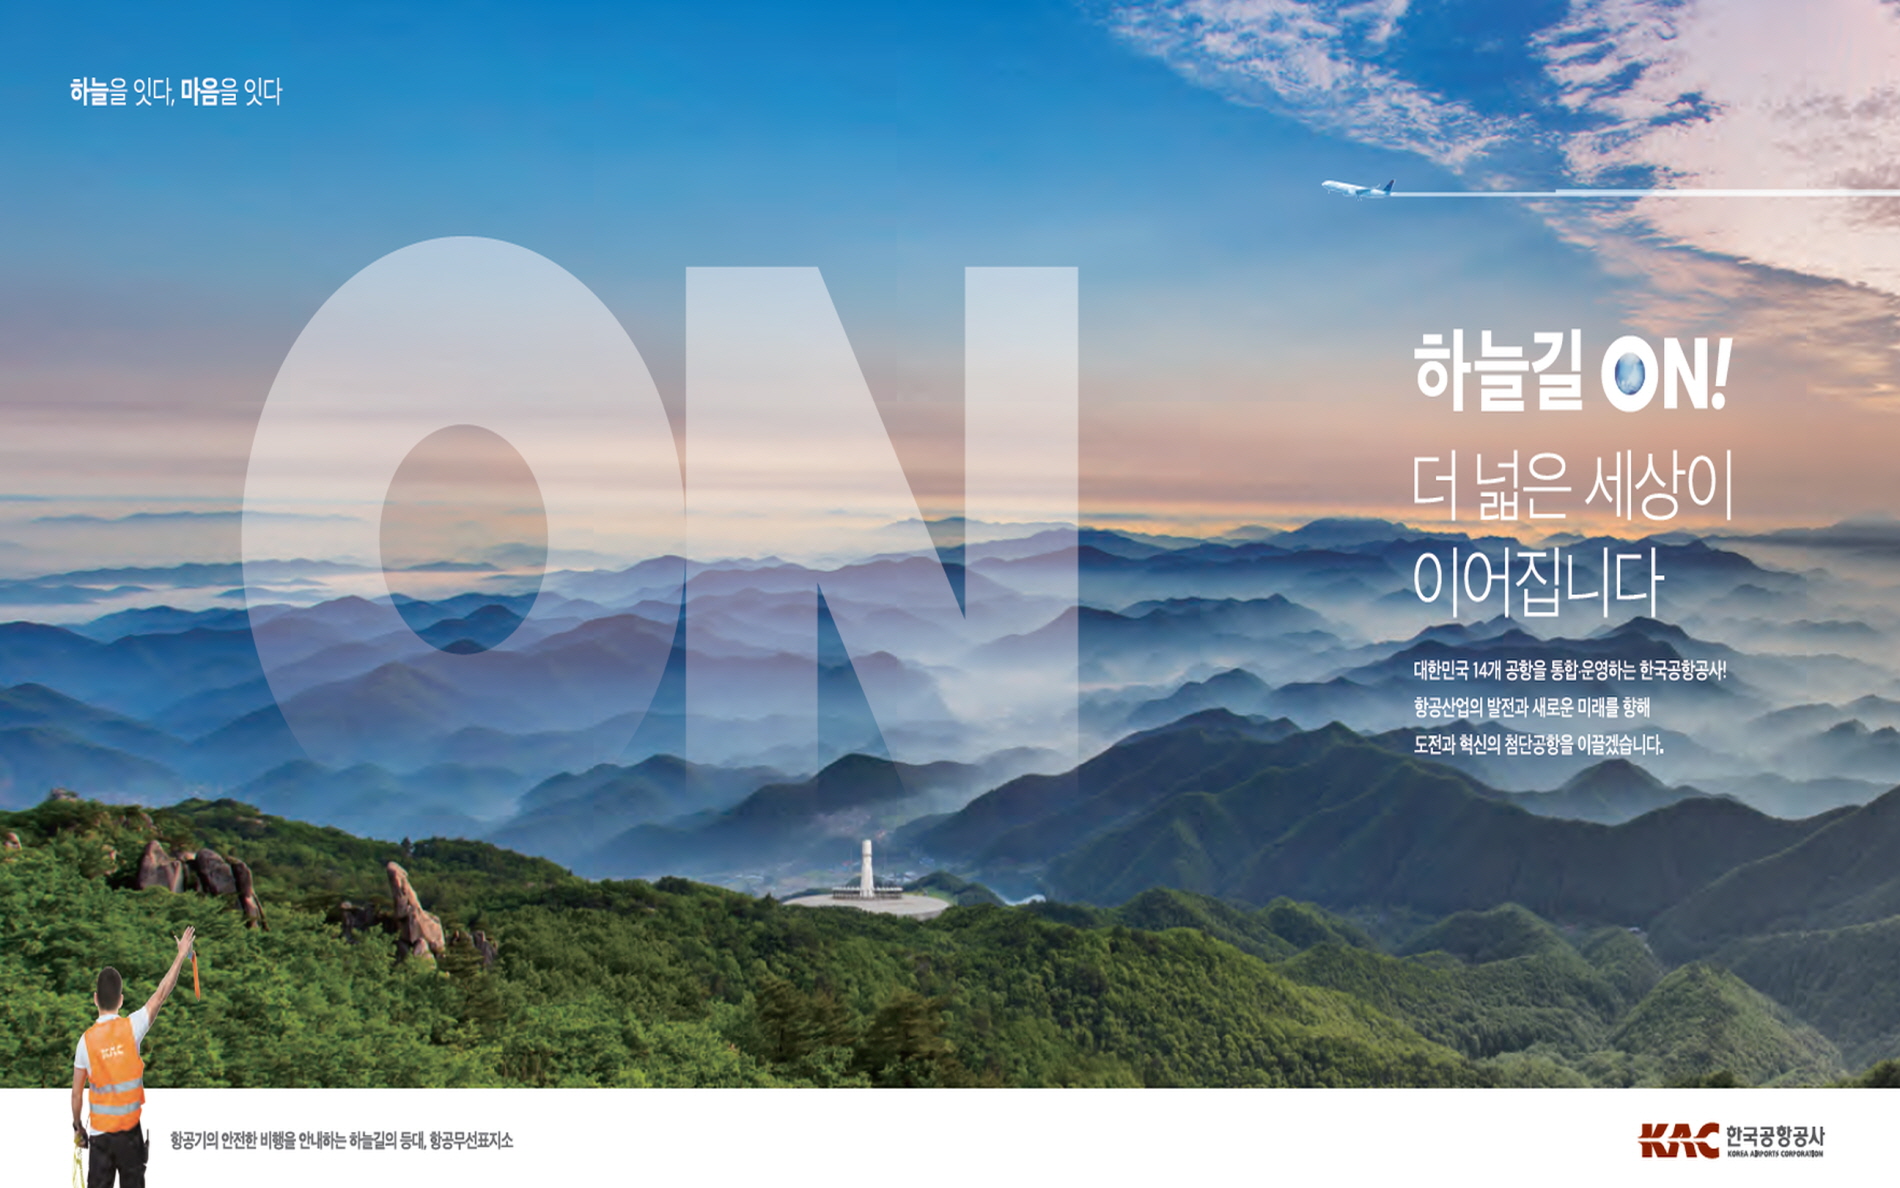 하늘을 잇다, 마음을 잇다
ON
하늘길 ON!
더 넓은 세상이
이어집니다
대한민국 14개 공항을 통합·운영하는 한국공항공사!
항공산업의 발전과 새로운 미래를 향해
도전과 혁신의 첨단공항을 이끌겠습니다.
KAC
항공기의 안전한 비행을 안내하는 하늘길의 등대, 항공무선표지소
KAC 한국공항공사
KOREA AIRPORTS CORPORATION